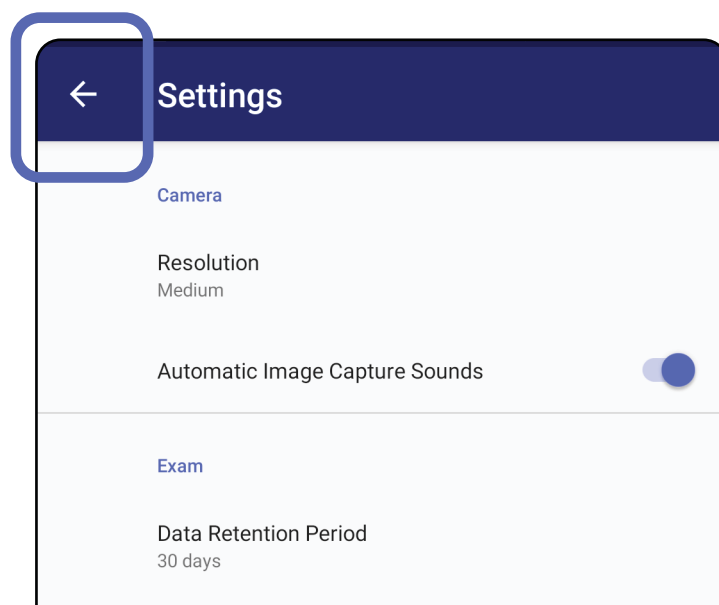 Settings
Camera
Resolution
Medium
Automatic Image Capture Sounds
Exam
Data Retention Period
30 days